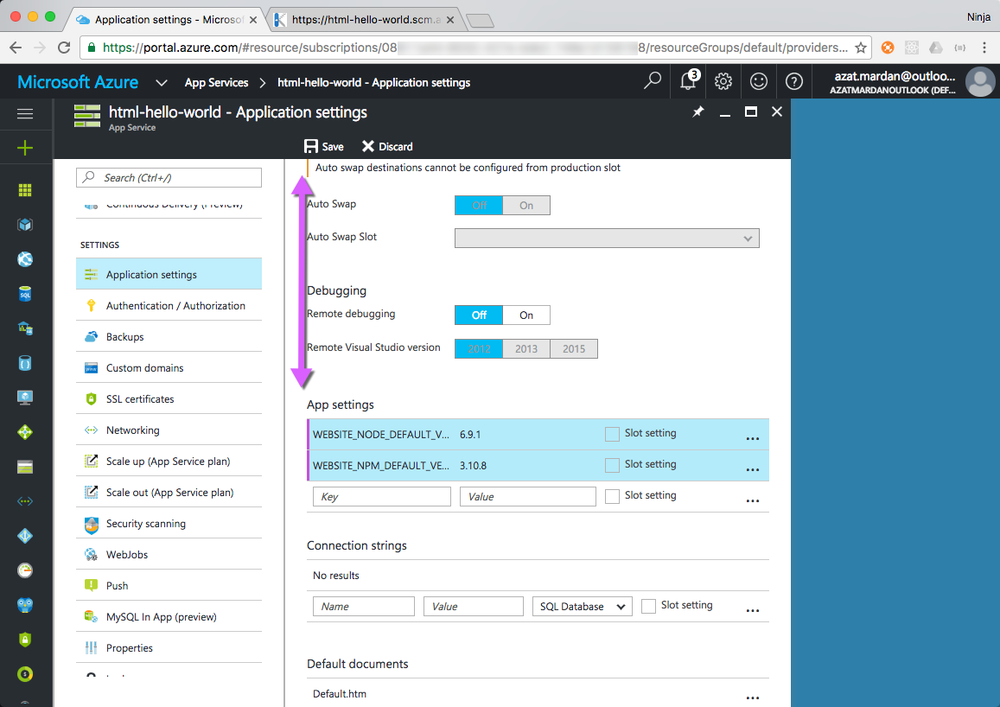 Application settings - Microso
https://html-hello-world.scm.a
Ninja
https://portal.azure.com/#resource/subscriptions/08 8/resourceGroups/default/providers...
Microsoft Azure
App Services
html-hello-world - Application settings
3
azat.mardan@outloo...
AZATMARDANOUTLOOK (DEF...
html-hello-world - Application settings
App Service
Save
Discard
Search (Ctrl+/)
Continuous Delivery (Preview)
SETTINGS
Application settings
Authentication / Authorization
Backups
Custom domains
SSL certificates
Networking
Scale up (App Service plan)
Scale out (App Service plan)
Security scanning
WebJobs
Push
MySQL In App (preview)
Properties
Auto swap destinations cannot be configured from production slot
Auto Swap Off On
Auto Swap Slot
Debugging
Remote debugging Off On
Remote Visual Studio version 2012 2013 2015
App settings
WEBSITE_NODE_DEFAULT_V... 6.9.1 Slot setting ...
WEBSITE_NPM_DEFAULT_VE... 3.10.8 Slot setting ...
Key Value Slot setting ...
Connection strings
No results
Name Value SQL Database Slot setting ...
Default documents
Default.htm ...